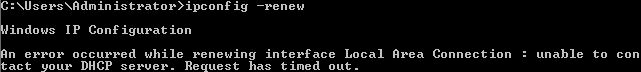 C:\Users\Administrator>ipconfig -renew
Windows IP Configuration
An error occurred while renewing interface Local Area Connection : unable to con
tact your DHCP server. Request has timed out.